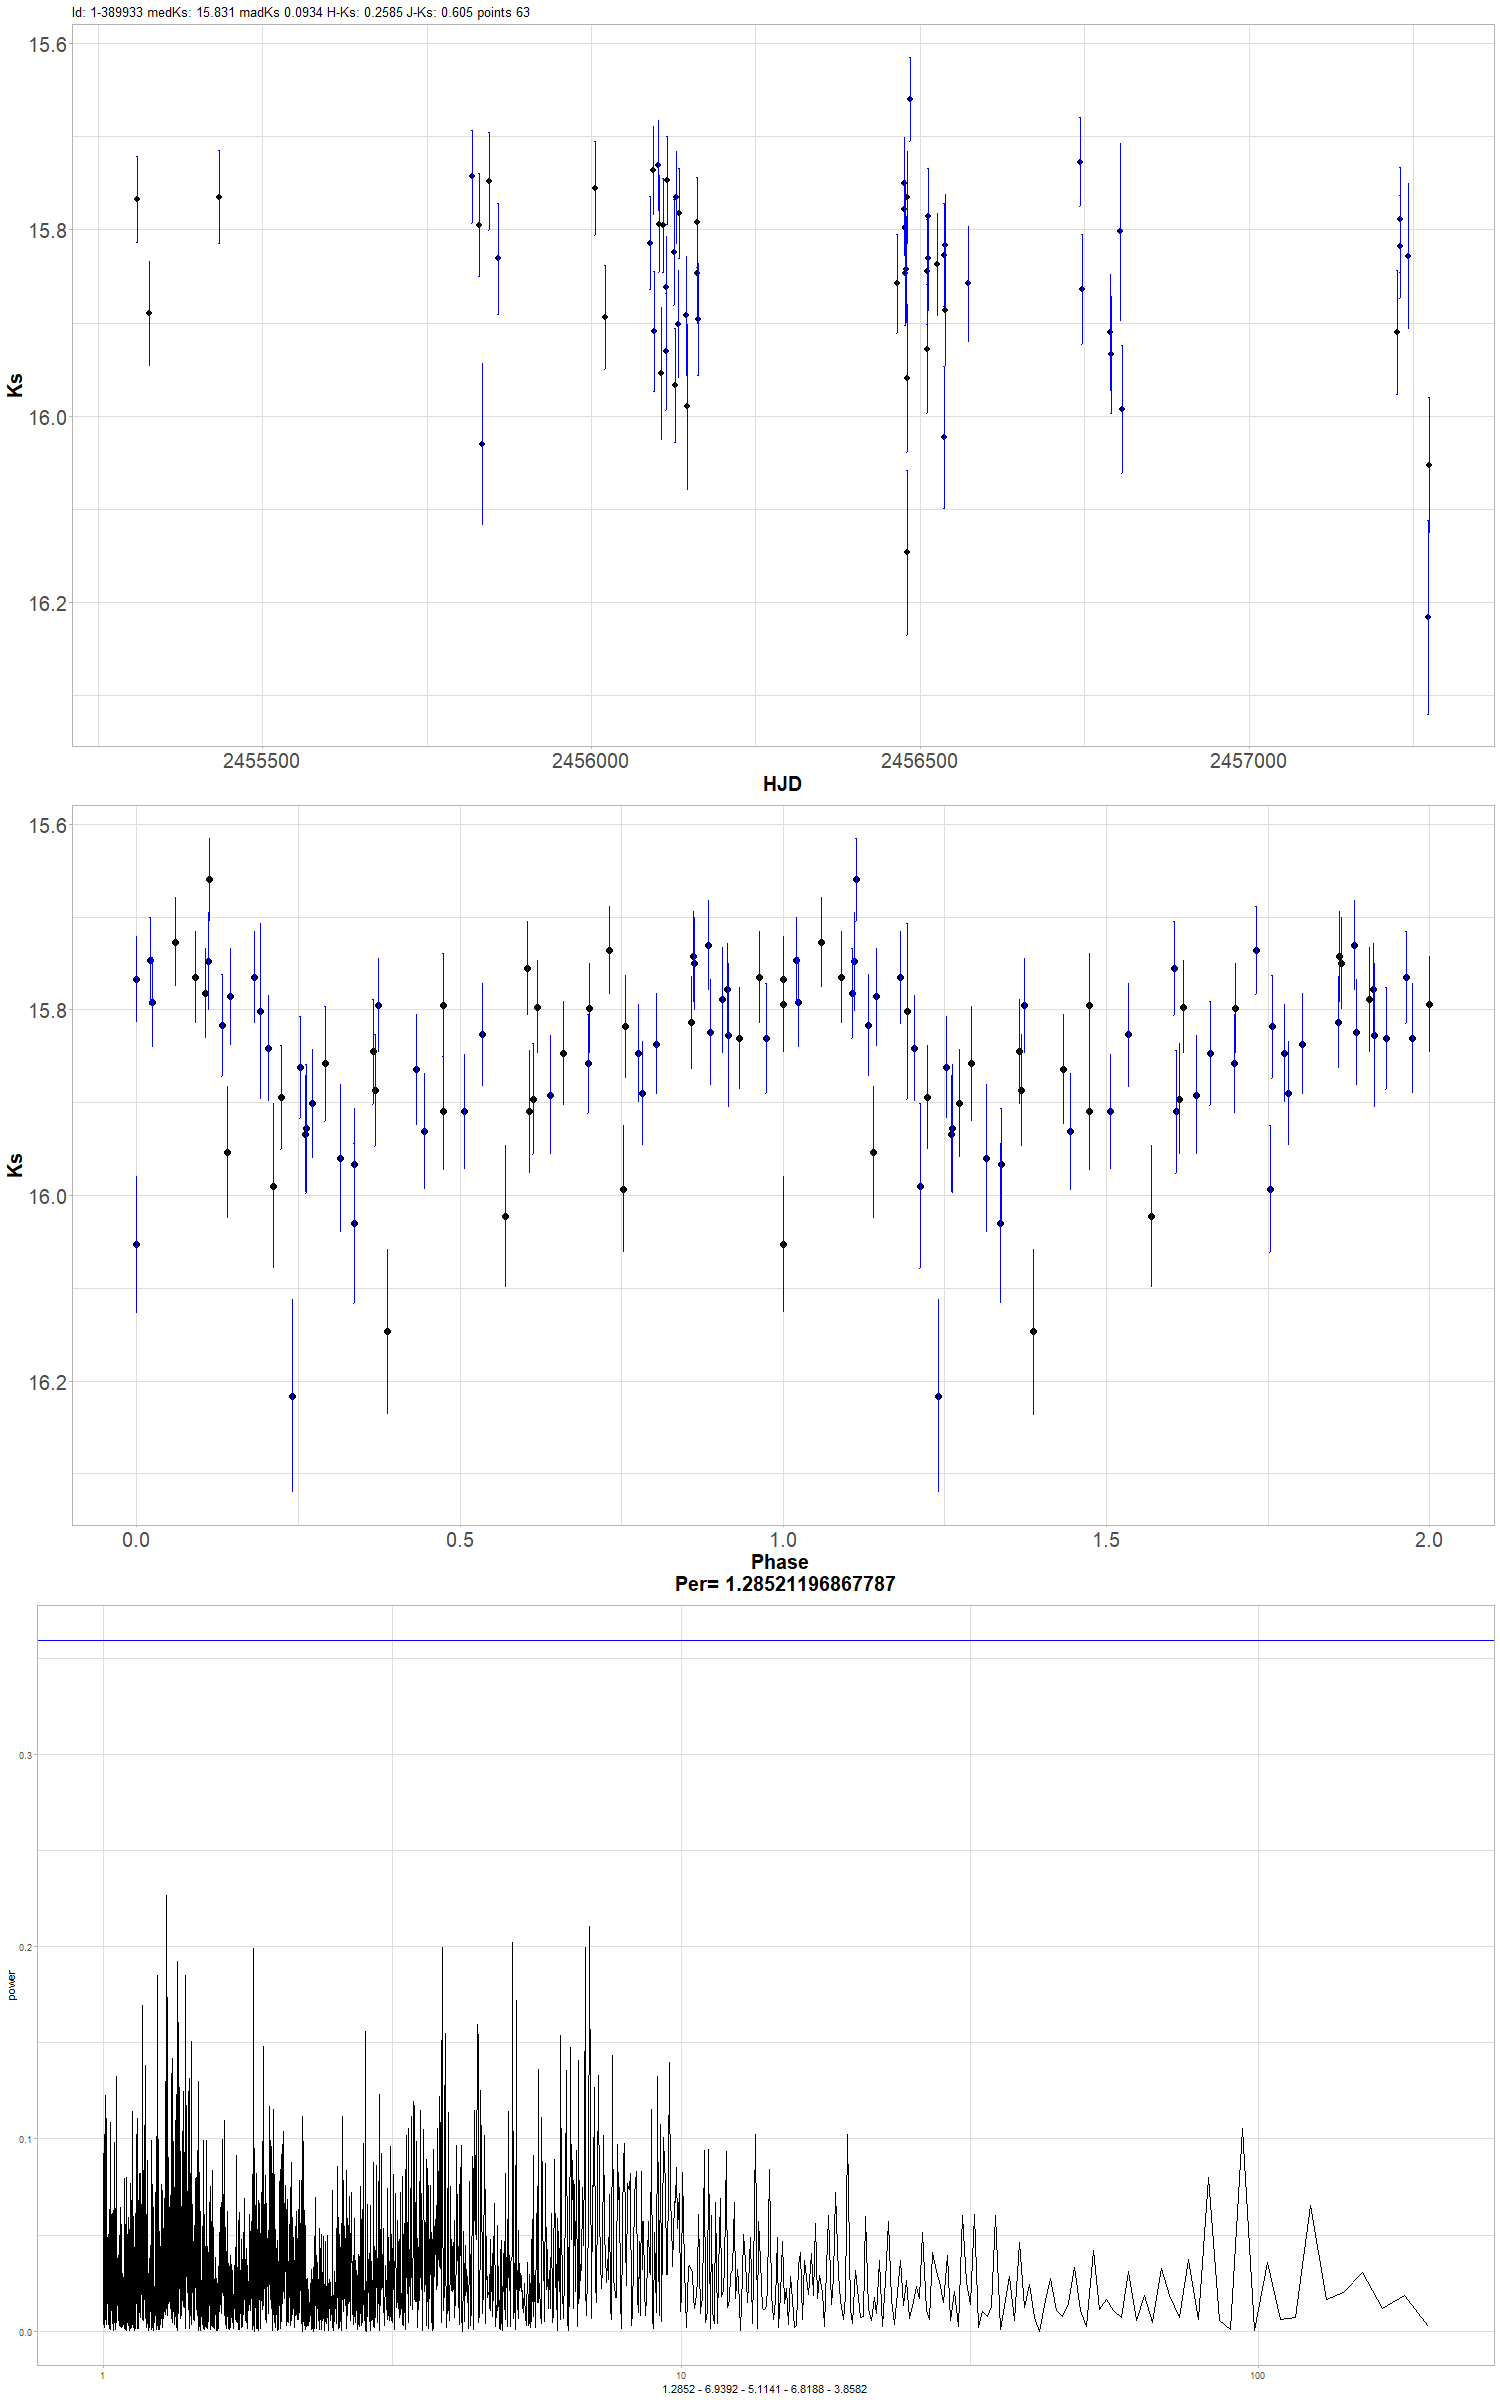 Id: 1-389933 medKs: 15.831 madKs 0.0934 H-Ks: 0.2585 J-Ks: 0.605 points 63
15.6
15.8
16.0
16.2
Ks
2455500 2456000 2456500 2457000
HJD
15.6
15.8
16.0
16.2
Ks
0.0 0.5 1.0 1.5 2.0
Phase
Per= 1.28521196867787
0.3
0.2
0.1
0.0
power
1 10 100
1.2852 - 6.9392 - 5.1141 - 6.8188 - 3.8582